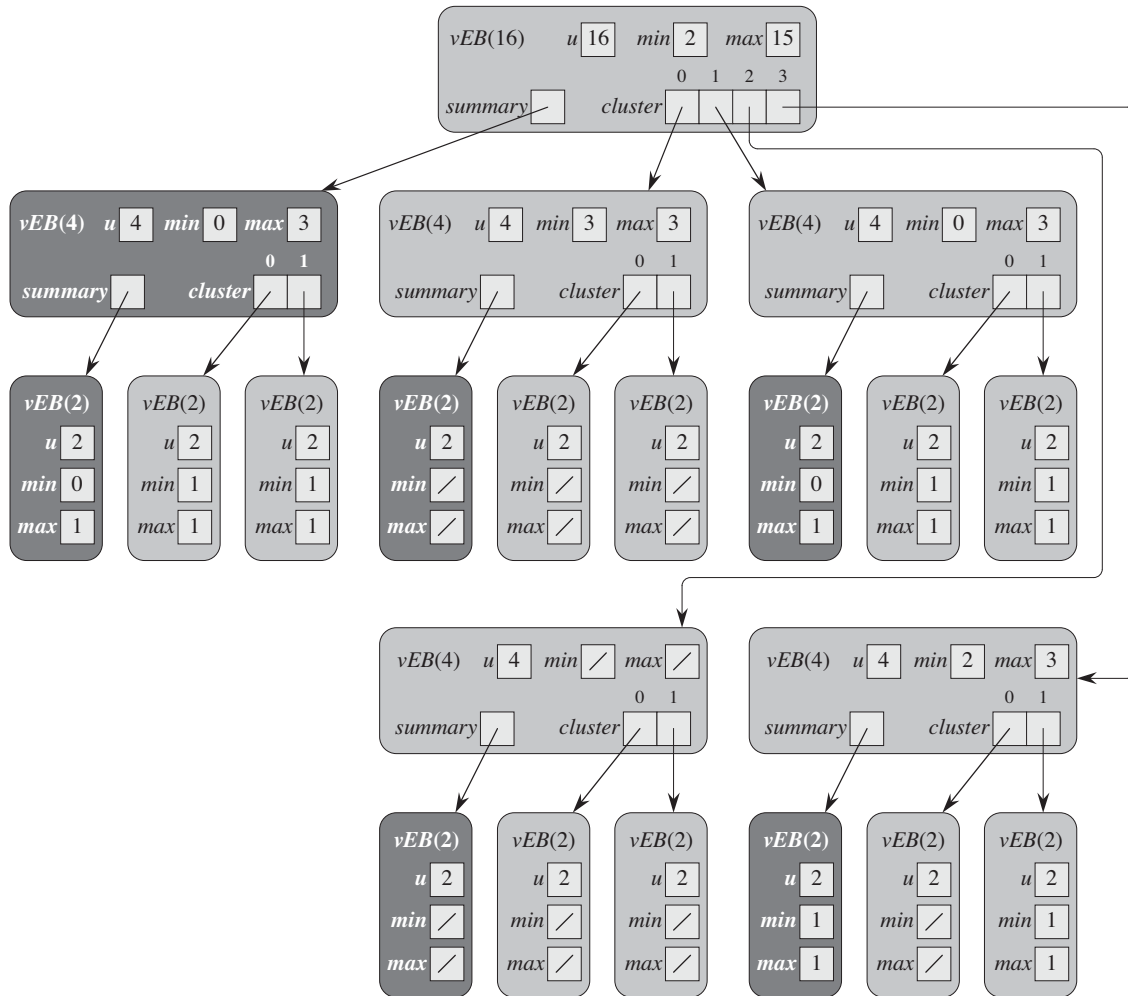 vEB(16) u 16 min 2 max 15
0 1 2 3
summary cluster
vEB(4) u 4 min 0 max 3
0 1
summary cluster
vEB(4) u 4 min 3 max 3
0 1
summary cluster
vEB(4) u 4 min 0 max 3
0 1
summary cluster
vEB(2)
u 2
min 0
max 1
vEB(2)
u 2
min 1
max 1
vEB(2)
u 2
min 1
max 1
vEB(2)
u 2
min /
max /
vEB(2)
u 2
min /
max /
vEB(2)
u 2
min /
max /
vEB(2)
u 2
min 0
max 1
vEB(2)
u 2
min 1
max 1
vEB(2)
u 2
min 1
max 1
vEB(4) u 4 min / max /
0 1
summary cluster
vEB(4) u 4 min 2 max 3
0 1
summary cluster
vEB(2)
u 2
min /
max /
vEB(2)
u 2
min /
max /
vEB(2)
u 2
min /
max /
vEB(2)
u 2
min 1
max 1
vEB(2)
u 2
min /
max /
vEB(2)
u 2
min 1
max 1